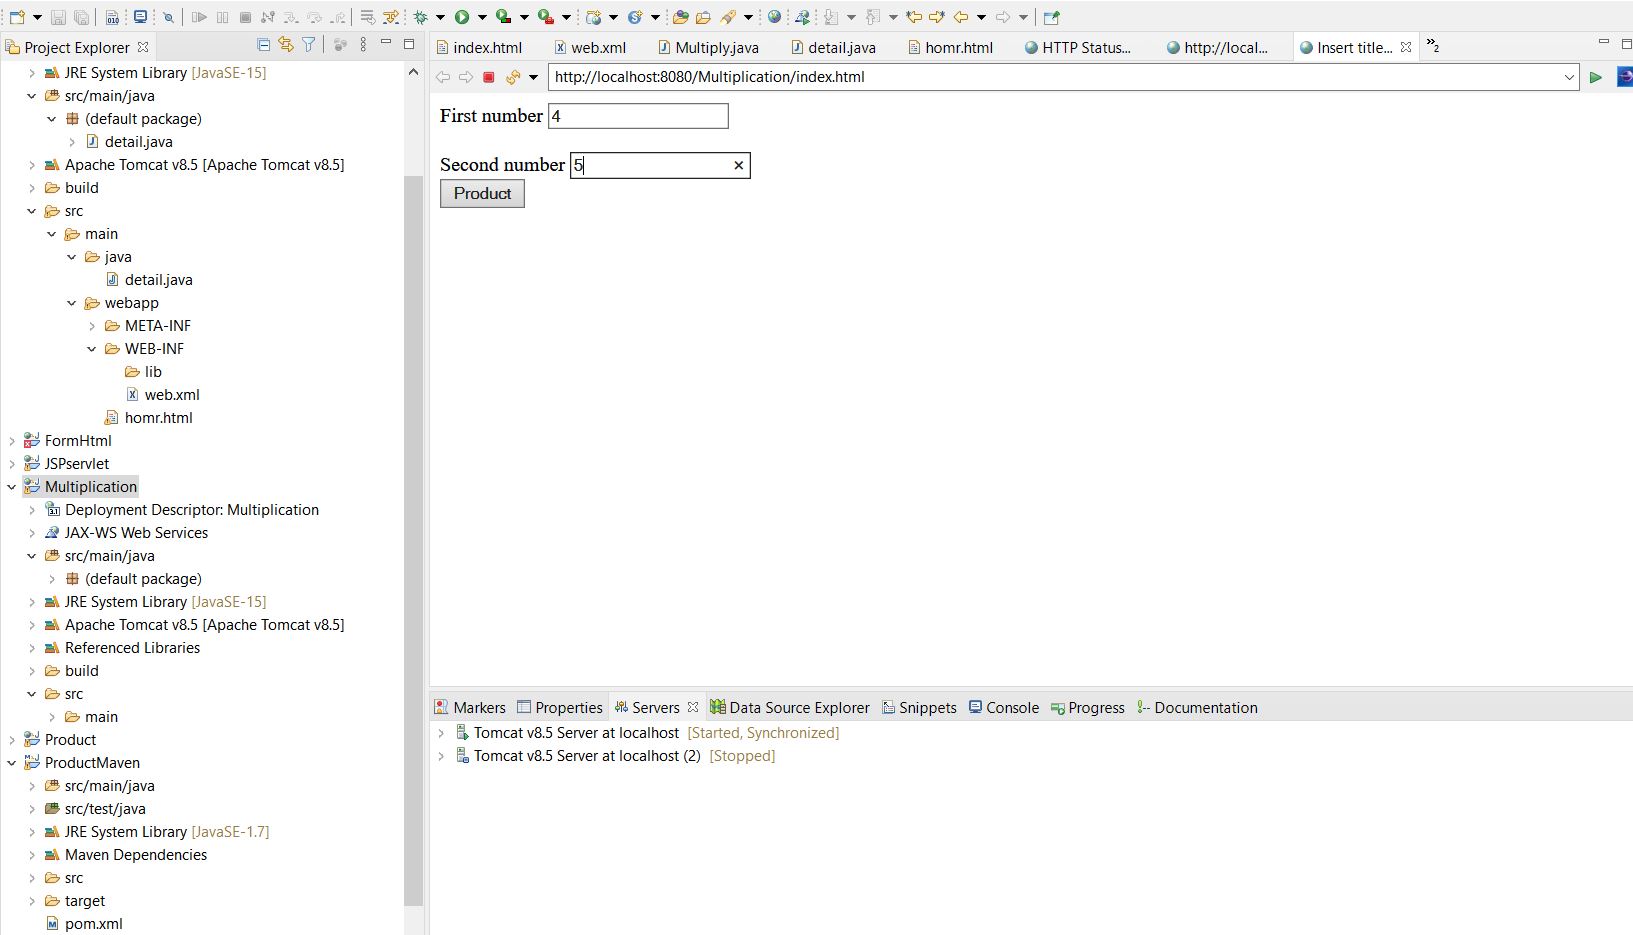 Project Explorer
JRE System Library [JavaSE-15]
src/main/java
(default package)
detail.java
Apache Tomcat v8.5 [Apache Tomcat v8.5]
build
src
main
java
detail.java
webapp
META-INF
WEB-INF
lib
web.xml
homr.html
FormHtml
JSPservlet
Multiplication
Deployment Descriptor: Multiplication
JAX-WS Web Services
src/main/java
(default package)
JRE System Library [JavaSE-15]
Apache Tomcat v8.5 [Apache Tomcat v8.5]
Referenced Libraries
build
src
main
Product
ProductMaven
src/main/java
src/test/java
JRE System Library [JavaSE-1.7]
Maven Dependencies
src
target
pom.xml
index.html web.xml Multiply.java detail.java homr.html HTTP Status... http://local... Insert title... »2
http://localhost:8080/Multiplication/index.html
First number 4
Second number 5
Product
Markers Properties Servers Data Source Explorer Snippets Console Progress Documentation
Tomcat v8.5 Server at localhost [Started, Synchronized]
Tomcat v8.5 Server at localhost (2) [Stopped]